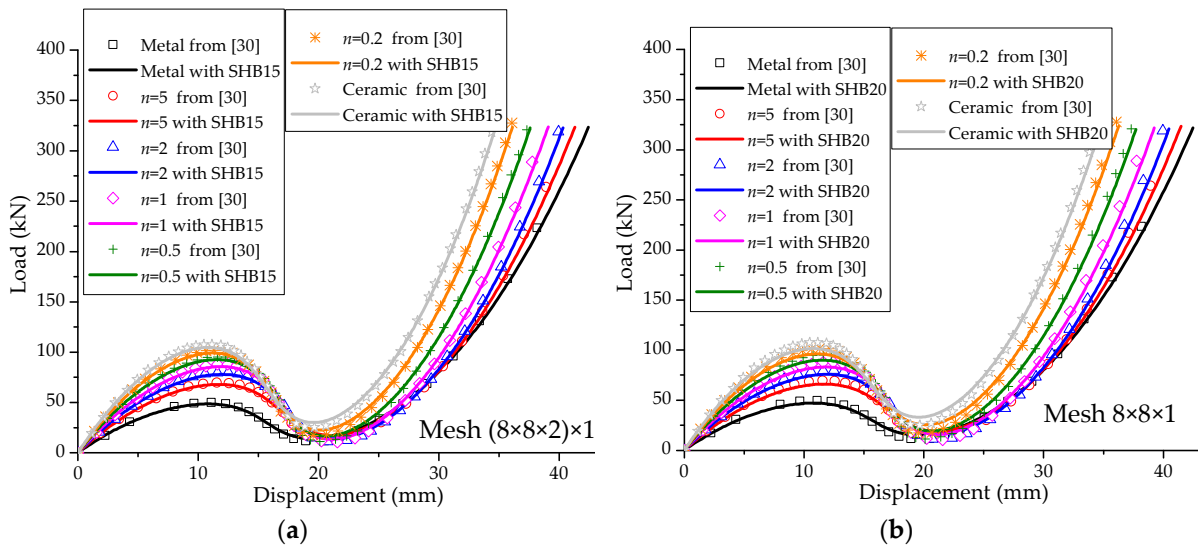 Metal from [30]
Metal with SHB15
n=5 from [30]
n=5 with SHB15
n=2 from [30]
n=2 with SHB15
n=1 from [30]
n=1 with SHB15
n=0.5 from [30]
n=0.5 with SHB15
n=0.2 from [30]
n=0.2 with SHB15
Ceramic from [30]
Ceramic with SHB15
400
350
300
250
200
150
100
50
0
Load (kN)
Mesh (8×8×2)×1
0 10 20 30 40
Displacement (mm)
(a)
Metal from [30]
Metal with SHB20
n=5 from [30]
n=5 with SHB20
n=2 from [30]
n=2 with SHB20
n=1 from [30]
n=1 with SHB20
n=0.5 from [30]
n=0.5 with SHB20
n=0.2 from [30]
n=0.2 with SHB20
Ceramic from [30]
Ceramic with SHB20
400
350
300
250
200
150
100
50
0
Load (kN)
Mesh 8×8×1
0 10 20 30 40
Displacement (mm)
(b)